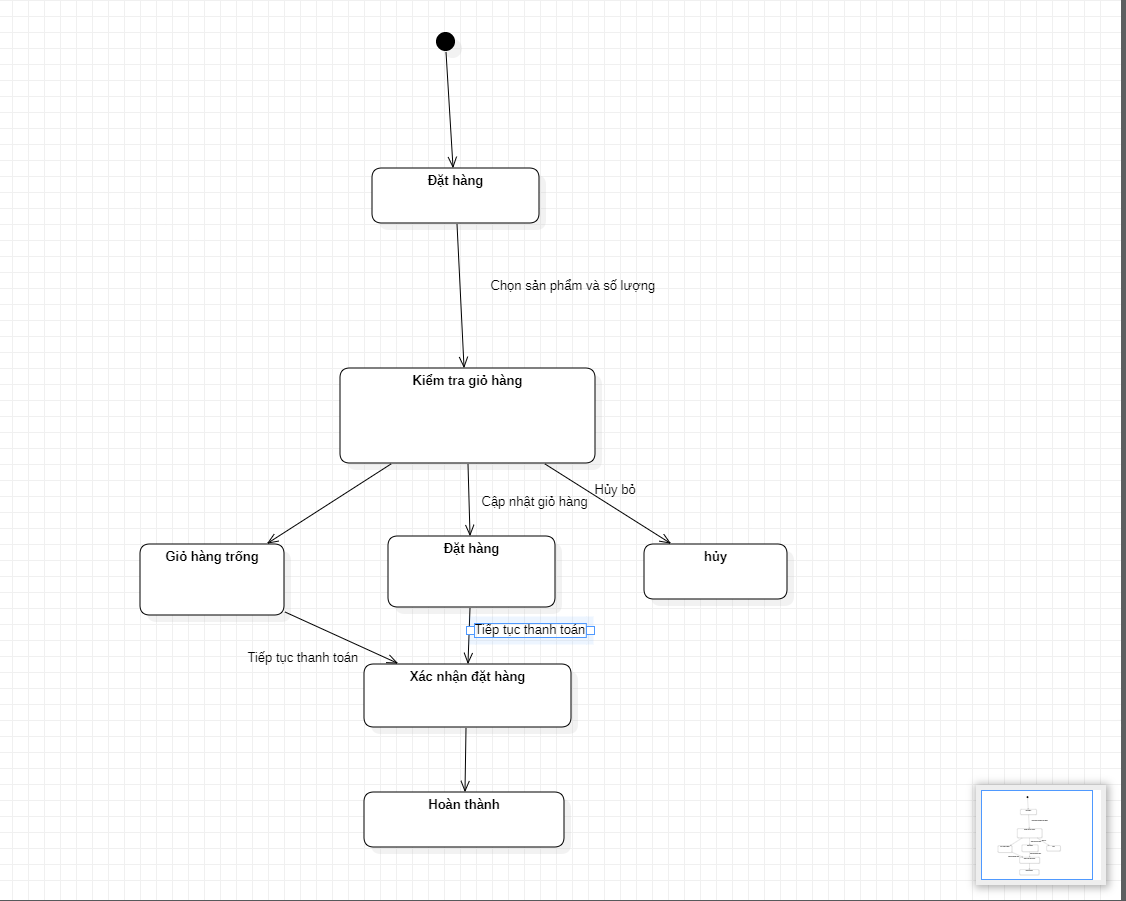 Đặt hàng
Chọn sản phẩm và số lượng
Kiểm tra giỏ hàng
Hủy bỏ
Cập nhật giỏ hàng
Giỏ hàng trống
Đặt hàng
hủy
Tiếp tục thanh toán
Tiếp tục thanh toán
Xác nhận đặt hàng
Hoàn thành